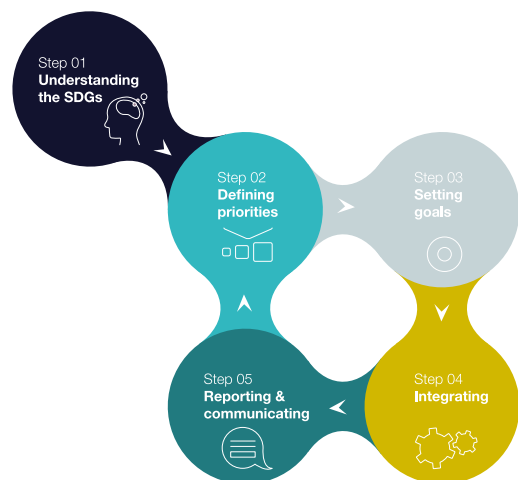 Step 01
Understanding
the SDGs
Step 02
Defining
priorities
Step 03
Setting
goals
Step 04
Integrating
Step 05
Reporting &
communicating